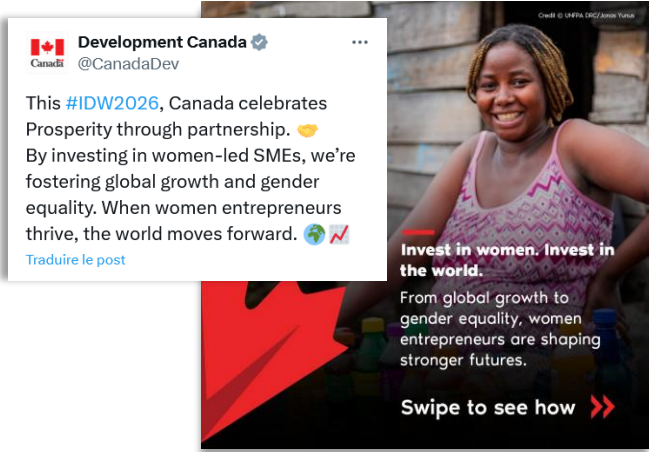 Development Canada
@CanadaDev
Canada
This #IDW2026, Canada celebrates
Prosperity through partnership. 🤝
By investing in women-led SMEs, we're
fostering global growth and gender
equality. When women entrepreneurs
thrive, the world moves forward. 🌍📈
Traduire le post
Credit © UNFPA DRC/Jonas Yunus
Invest in women. Invest in
the world.
From global growth to
gender equality, women
entrepreneurs are shaping
stronger futures.
Swipe to see how